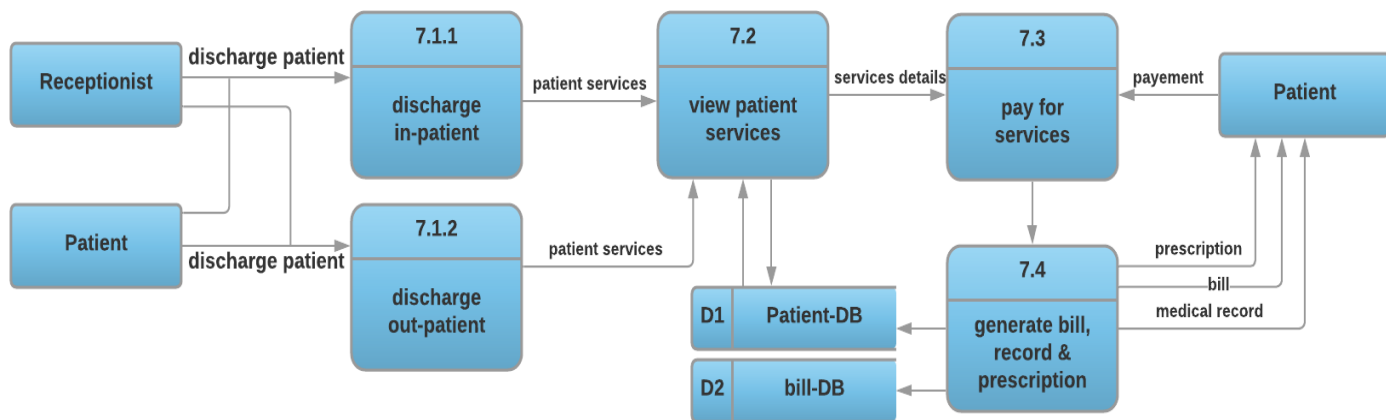 Receptionist
Patient
discharge patient
discharge patient
7.1.1
discharge
in-patient
7.1.2
discharge
out-patient
patient services
patient services
7.2
view patient
services
services details
7.3
pay for
services
payement
Patient
D1
Patient-DB
D2
bill-DB
7.4
generate bill,
record &
prescription
prescription
bill
medical record